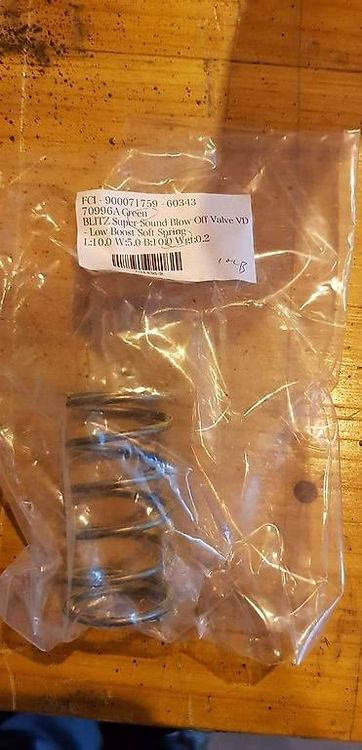 FCI - 900071759 - 60343
70996A Green
BLITZ Super Sound Blow Off Valve VD
- Low Boost Soft Spring
L:10.0 W:5.0 B:10.0 Wgt:0.2